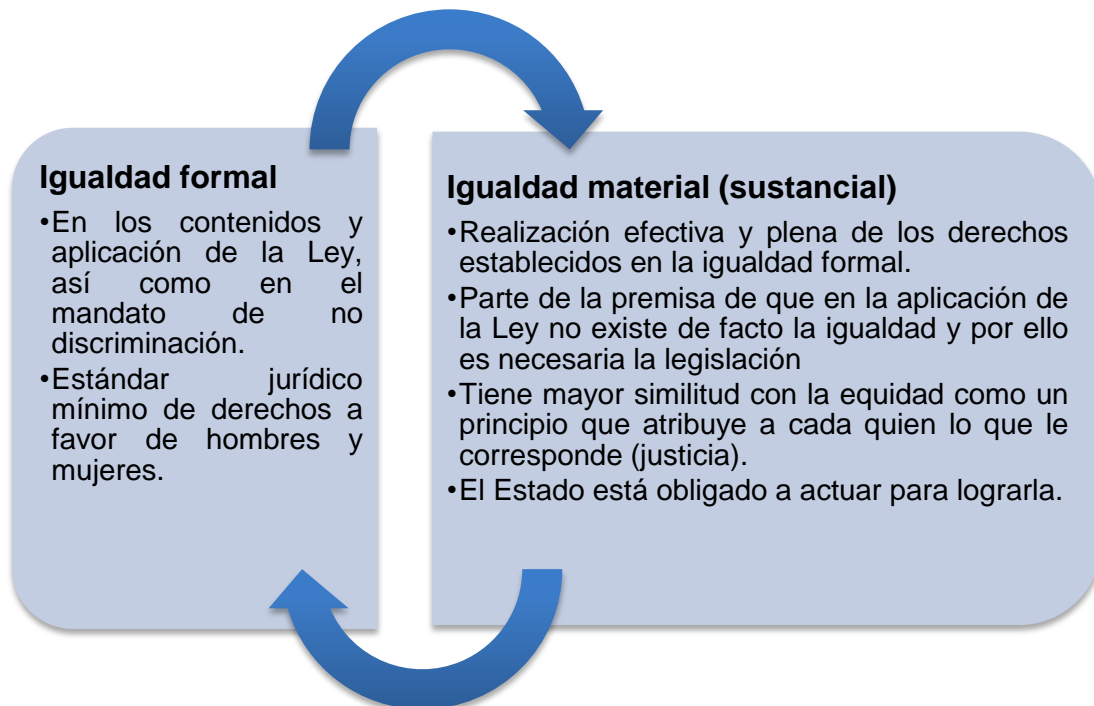 Igualdad formal
•En los contenidos y
aplicación de la Ley,
así como en el
mandato de no
discriminación.
•Estándar jurídico
mínimo de derechos a
favor de hombres y
mujeres.
Igualdad material (sustancial)
•Realización efectiva y plena de los derechos
establecidos en la igualdad formal.
•Parte de la premisa de que en la aplicación de
la Ley no existe de facto la igualdad y por ello
es necesaria la legislación
•Tiene mayor similitud con la equidad como un
principio que atribuye a cada quien lo que le
corresponde (justicia).
•El Estado está obligado a actuar para lograrla.